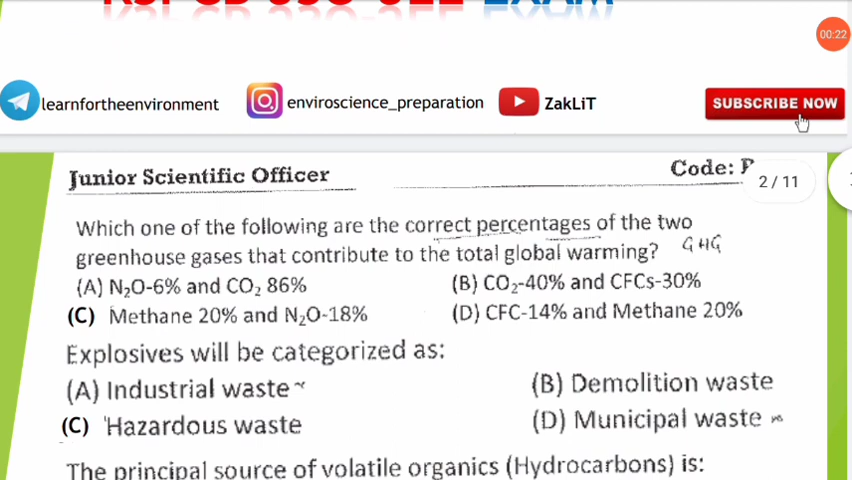 00:22
learnfortheenvironment enviroscience_preparation ZakLiT SUBSCRIBE NOW
Junior Scientific Officer Code:
2 / 11
Which one of the following are the correct percentages of the two
greenhouse gases that contribute to the total global warming? GHG
(A) N₂O-6% and CO₂ 86% (B) CO₂-40% and CFCs-30%
(C) Methane 20% and N₂O-18% (D) CFC-14% and Methane 20%
Explosives will be categorized as:
(A) Industrial waste (B) Demolition waste
(C) Hazardous waste (D) Municipal waste
The principal source of volatile organics (Hydrocarbons) is: